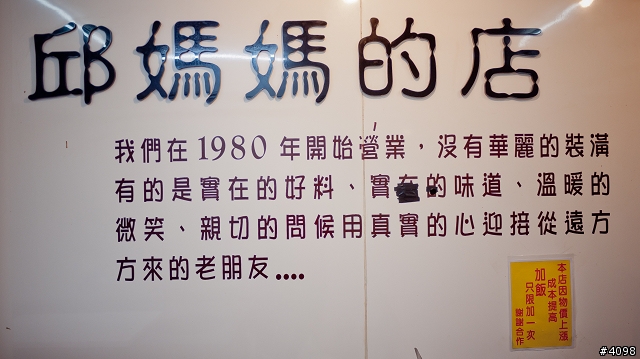 邱媽媽的店
我們在1980年開始營業，沒有華麗的裝潢
有的是實在的好料、實在的味道、溫暖的
微笑、親切的問候用真實的心迎接從遠方
方來的老朋友....
本店因物價上漲
成本提高
加飯
只限加一次
謝謝合作
#4098